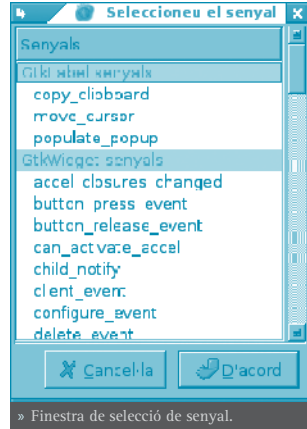 Seleccioneu el senyal
Senyals
GtkLabel senyals
copy_clipboard
move_cursor
populate_popup
GtkWidget senyals
accel_closures_changed
button_press_event
button_release_event
can_activate_accel
child_notify
client_event
configure_event
delete_event
Cancel·la
D'acord
» Finestra de selecció de senyal.